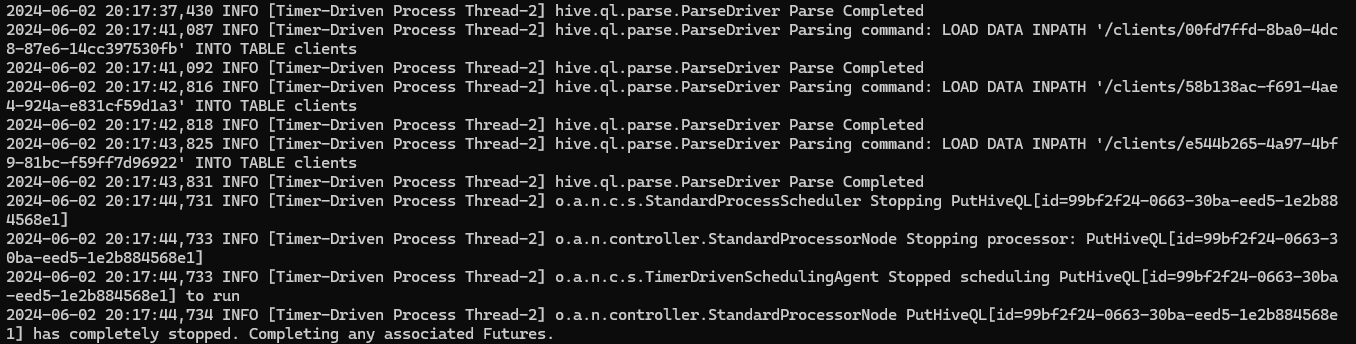 2024-06-02 20:17:37,430 INFO [Timer-Driven Process Thread-2] hive.ql.parse.ParseDriver Parse Completed
2024-06-02 20:17:41,087 INFO [Timer-Driven Process Thread-2] hive.ql.parse.ParseDriver Parsing command: LOAD DATA INPATH '/clients/00fd7ffd-8ba0-4dc
8-87e6-14cc397530fb' INTO TABLE clients
2024-06-02 20:17:41,092 INFO [Timer-Driven Process Thread-2] hive.ql.parse.ParseDriver Parse Completed
2024-06-02 20:17:42,816 INFO [Timer-Driven Process Thread-2] hive.ql.parse.ParseDriver Parsing command: LOAD DATA INPATH '/clients/58b138ac-f691-4ae
4-924a-e831cf59d1a3' INTO TABLE clients
2024-06-02 20:17:42,818 INFO [Timer-Driven Process Thread-2] hive.ql.parse.ParseDriver Parse Completed
2024-06-02 20:17:43,825 INFO [Timer-Driven Process Thread-2] hive.ql.parse.ParseDriver Parsing command: LOAD DATA INPATH '/clients/e544b265-4a97-4bf
9-81bc-f59ff7d96922' INTO TABLE clients
2024-06-02 20:17:43,831 INFO [Timer-Driven Process Thread-2] hive.ql.parse.ParseDriver Parse Completed
2024-06-02 20:17:44,731 INFO [Timer-Driven Process Thread-2] o.a.n.c.s.StandardProcessScheduler Stopping PutHiveQL[id=99bf2f24-0663-30ba-eed5-1e2b88
4568e1]
2024-06-02 20:17:44,733 INFO [Timer-Driven Process Thread-2] o.a.n.controller.StandardProcessorNode Stopping processor: PutHiveQL[id=99bf2f24-0663-3
0ba-eed5-1e2b884568e1]
2024-06-02 20:17:44,733 INFO [Timer-Driven Process Thread-2] o.a.n.c.s.TimerDrivenSchedulingAgent Stopped scheduling PutHiveQL[id=99bf2f24-0663-30ba
-eed5-1e2b884568e1] to run
2024-06-02 20:17:44,734 INFO [Timer-Driven Process Thread-2] o.a.n.controller.StandardProcessorNode PutHiveQL[id=99bf2f24-0663-30ba-eed5-1e2b884568e
1] has completely stopped. Completing any associated Futures.